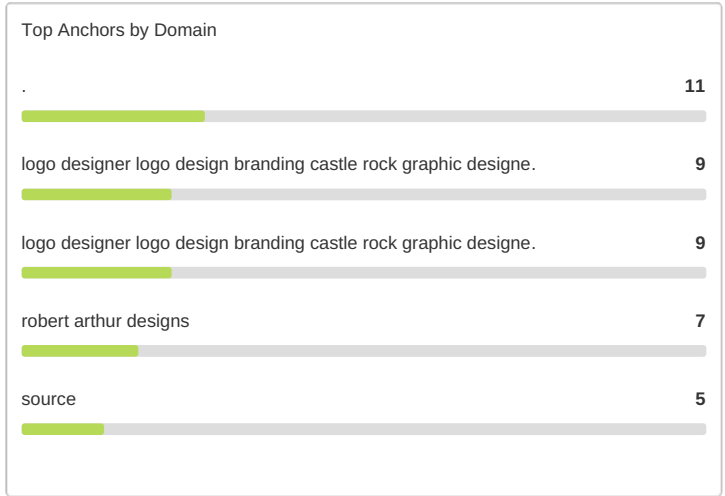 Top Anchors by Domain
. 11
logo designer logo design branding castle rock graphic designe. 9
logo designer logo design branding castle rock graphic designe. 9
robert arthur designs 7
source 5